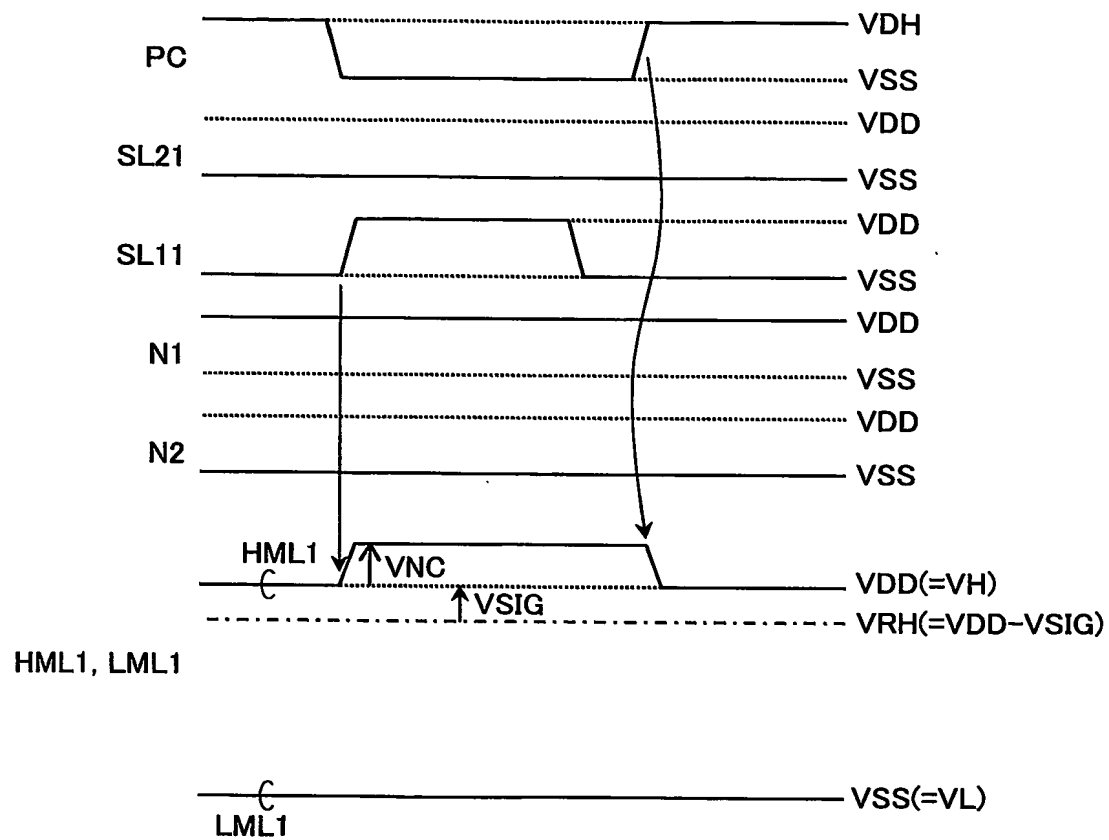 VDH
PC
VSS
VDD
SL21
VSS
VDD
SL11
VSS
VDD
N1
VSS
VDD
N2
VSS
HML1
VNC
VDD(=VH)
VSIG
VRH(=VDD-VSIG)
HML1, LML1
VSS(=VL)
LML1